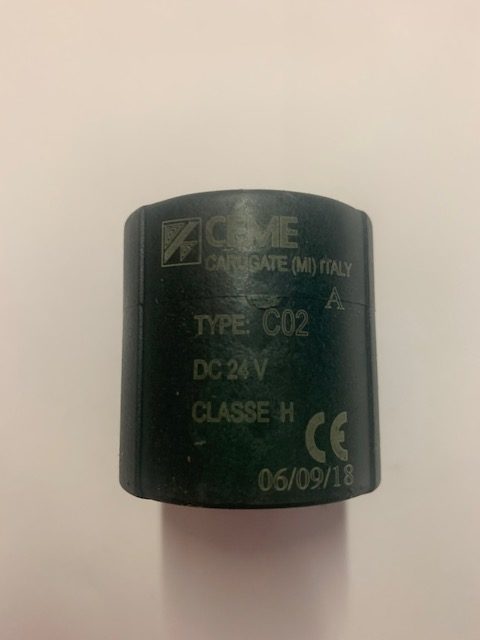 CEME
CARUGATE (MI) ITALY
A
TYPE: C02
DC 24 V
CLASSE H
CE
06/09/18